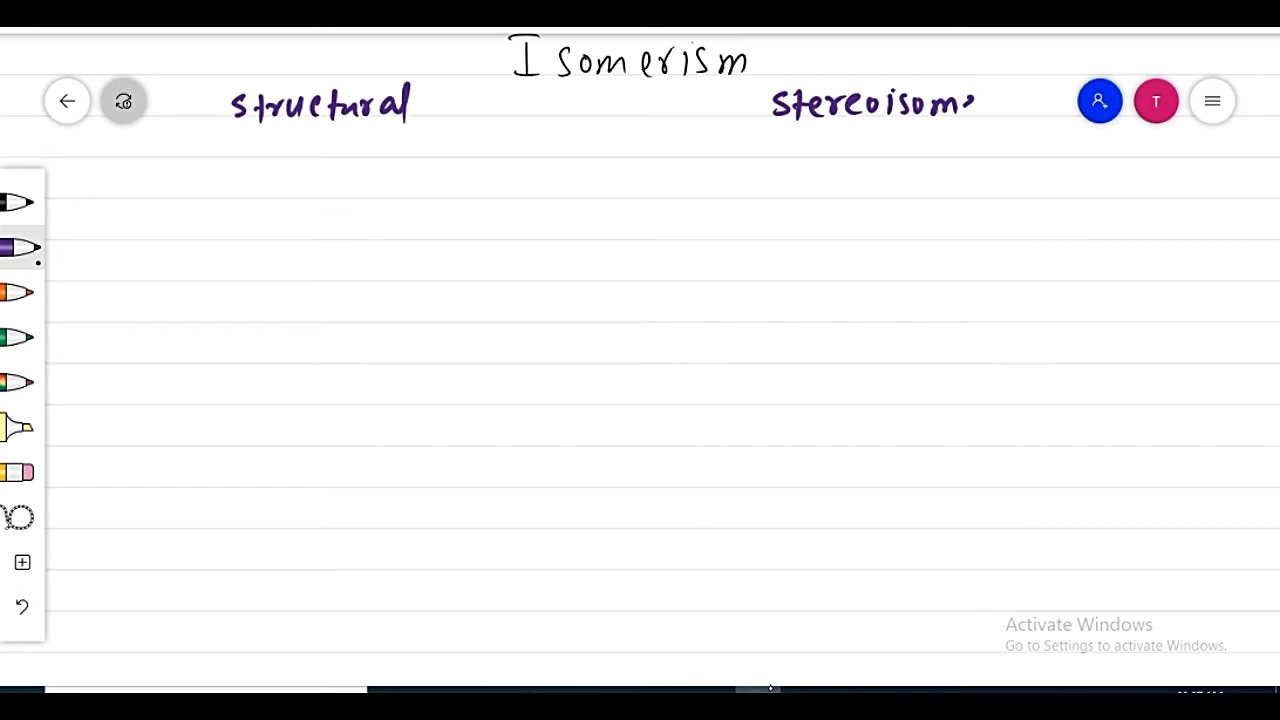 Isomerism
structural stereoisom
T
Activate Windows
Go to Settings to activate Windows.